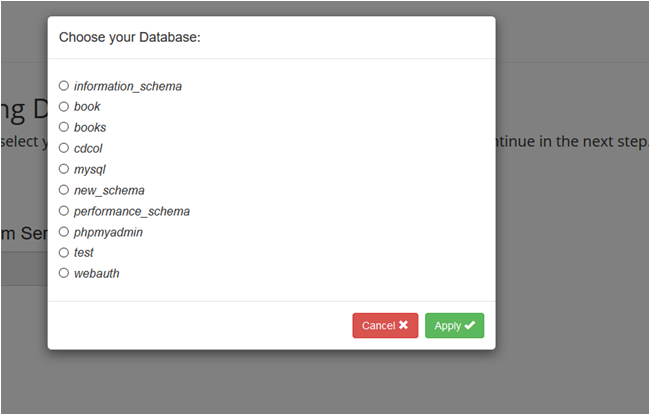 Choose your Database:
information_schema
ng D
book
books
select y
ntinue in the next step.
cdcol
mysql
new_schema
performance_schema
m Ser
phpmyadmin
test
webauth
Cancel
Apply